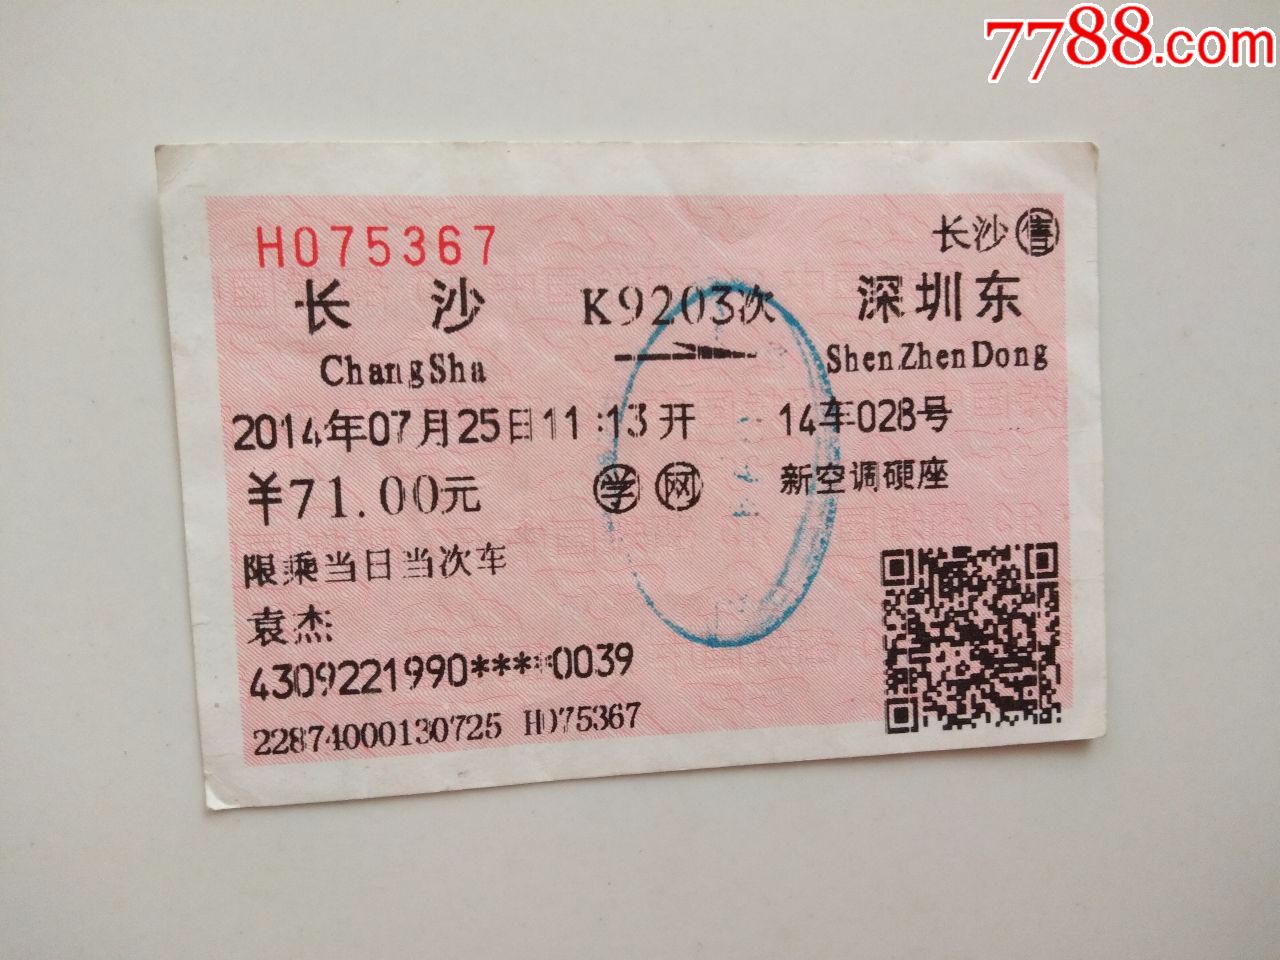 7788.com
H075367
长沙售
长沙 K9203次 深圳东
ChangSha ShenZhenDong
2014年07月25日11:13开 14车028号
¥71.00元 学 网 新空调硬座
限乘当日当次车
袁杰
4309221990****0039
22874000130725 H075367